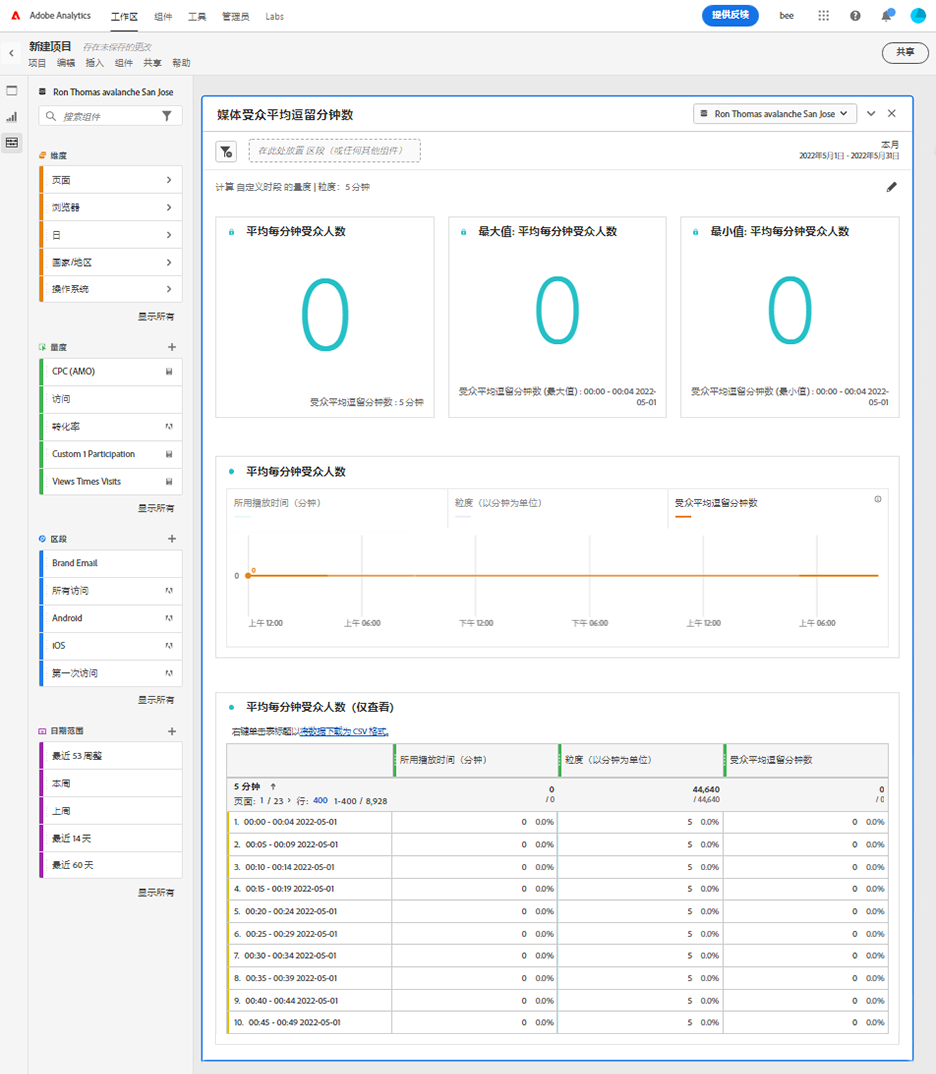 Adobe Analytics 工作区 组件 工具 管理员 Labs 提供反馈 bee
新建项目 存在未保存的更改
项目 编辑 插入 组件 共享 帮助 共享
Ron Thomas avalanche San Jose
搜索组件
维度
页面
浏览器
日
国家/地区
操作系统
显示所有
量度
CPC (AMO)
访问
转化率
Custom 1 Participation
Views Times Visits
显示所有
区段
Brand Email
所有访问
Android
iOS
第一次访问
显示所有
日期范围
最近 53 周整
本周
上周
最近 14 天
最近 60 天
显示所有
媒体受众平均逗留分钟数 Ron Thomas avalanche San Jose
在此处放置 区段（或任何其他组件）
本月
2022年5月1日 - 2022年5月31日
计算 自定义时段 的量度 | 粒度：5 分钟
平均每分钟受众人数
0
受众平均逗留分钟数 : 5 分钟
最大值: 平均每分钟受众人数
0
受众平均逗留分钟数 (最大值) : 00:00 - 00:04 2022-
05-01
最小值: 平均每分钟受众人数
0
受众平均逗留分钟数 (最小值) : 00:00 - 00:04 2022-
05-01
平均每分钟受众人数
所用播放时间（分钟） 粒度（以分钟为单位） 受众平均逗留分钟数
0
0
上午 12:00 上午 06:00 下午 12:00 下午 06:00 上午 12:00 上午 06:00
平均每分钟受众人数（仅查看）
右键单击表标题以将数据下载为 CSV 格式。
所用播放时间（分钟） 粒度（以分钟为单位） 受众平均逗留分钟数
5 分钟 ↑ 0 44,640 0
页面: 1 / 23 › 行: 400 1-400 / 8,928 / 0 / 44,640 / 0
1. 00:00 - 00:04 2022-05-01 0 0.0% 5 0.0% 0 0.0%
2. 00:05 - 00:09 2022-05-01 0 0.0% 5 0.0% 0 0.0%
3. 00:10 - 00:14 2022-05-01 0 0.0% 5 0.0% 0 0.0%
4. 00:15 - 00:19 2022-05-01 0 0.0% 5 0.0% 0 0.0%
5. 00:20 - 00:24 2022-05-01 0 0.0% 5 0.0% 0 0.0%
6. 00:25 - 00:29 2022-05-01 0 0.0% 5 0.0% 0 0.0%
7. 00:30 - 00:34 2022-05-01 0 0.0% 5 0.0% 0 0.0%
8. 00:35 - 00:39 2022-05-01 0 0.0% 5 0.0% 0 0.0%
9. 00:40 - 00:44 2022-05-01 0 0.0% 5 0.0% 0 0.0%
10. 00:45 - 00:49 2022-05-01 0 0.0% 5 0.0% 0 0.0%